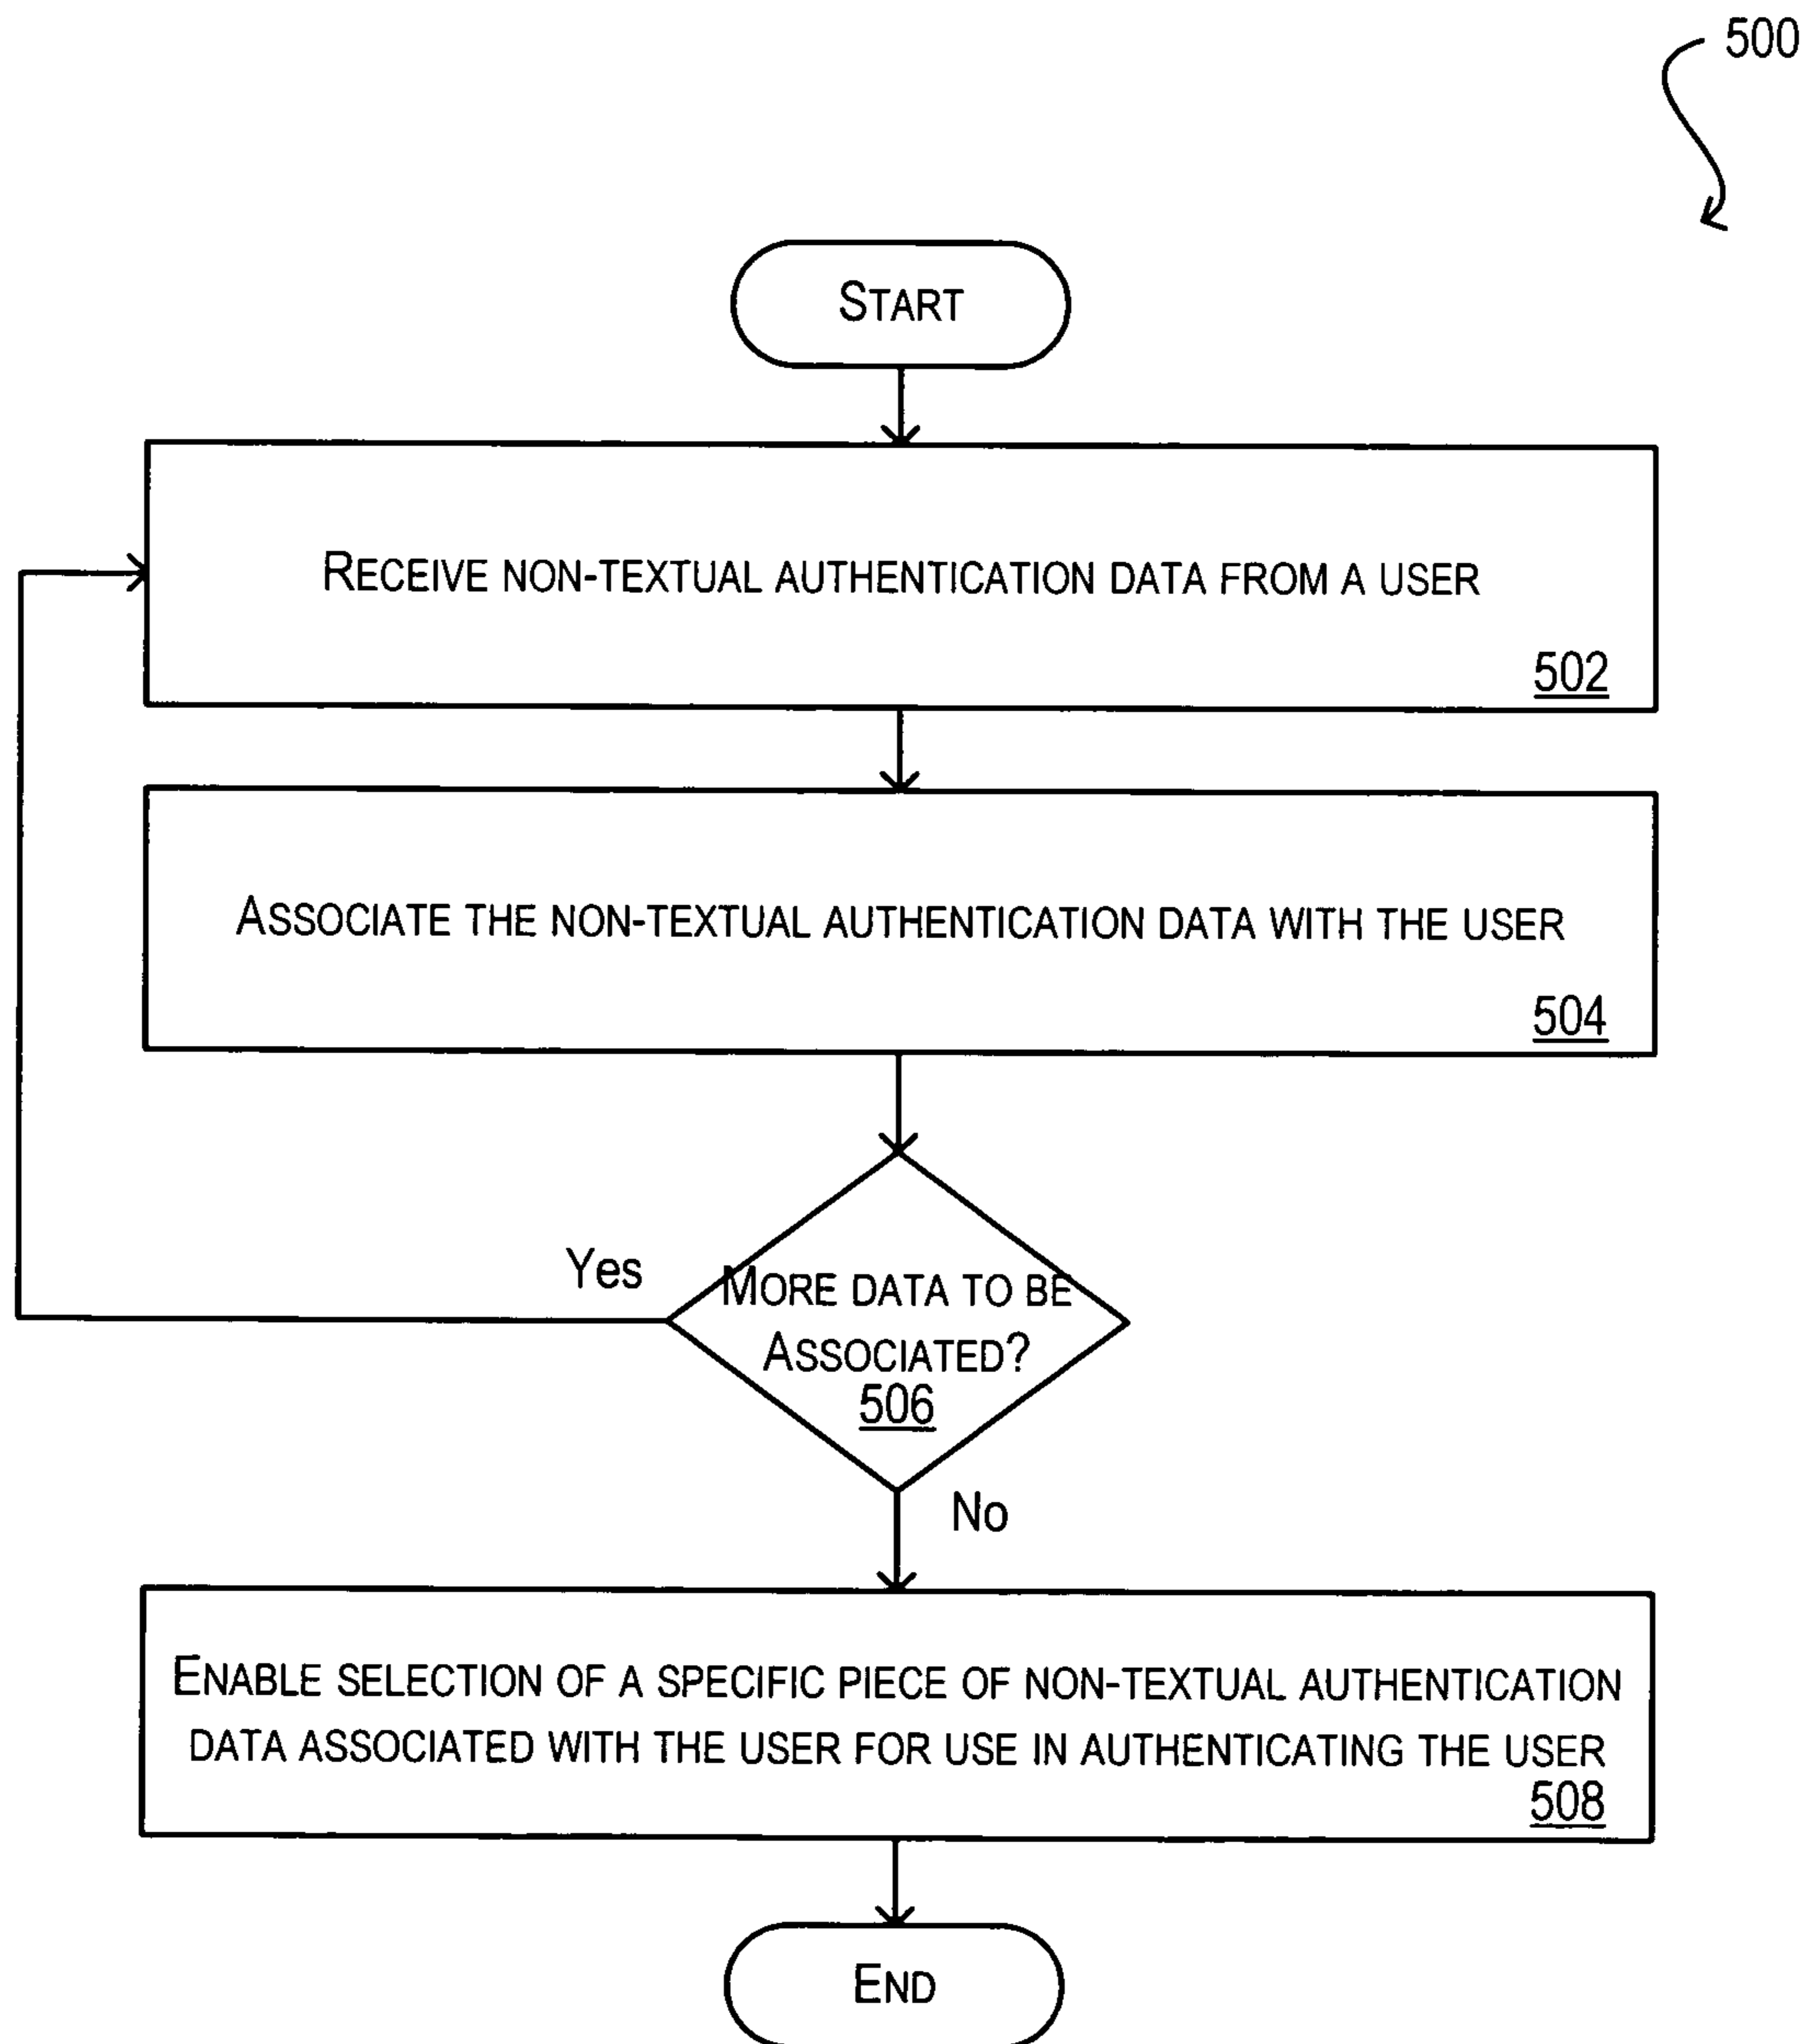 500
START
RECEIVE NON-TEXTUAL AUTHENTICATION DATA FROM A USER
502
ASSOCIATE THE NON-TEXTUAL AUTHENTICATION DATA WITH THE USER
504
Yes
MORE DATA TO BE
ASSOCIATED?
506
No
ENABLE SELECTION OF A SPECIFIC PIECE OF NON-TEXTUAL AUTHENTICATION
DATA ASSOCIATED WITH THE USER FOR USE IN AUTHENTICATING THE USER
508
END